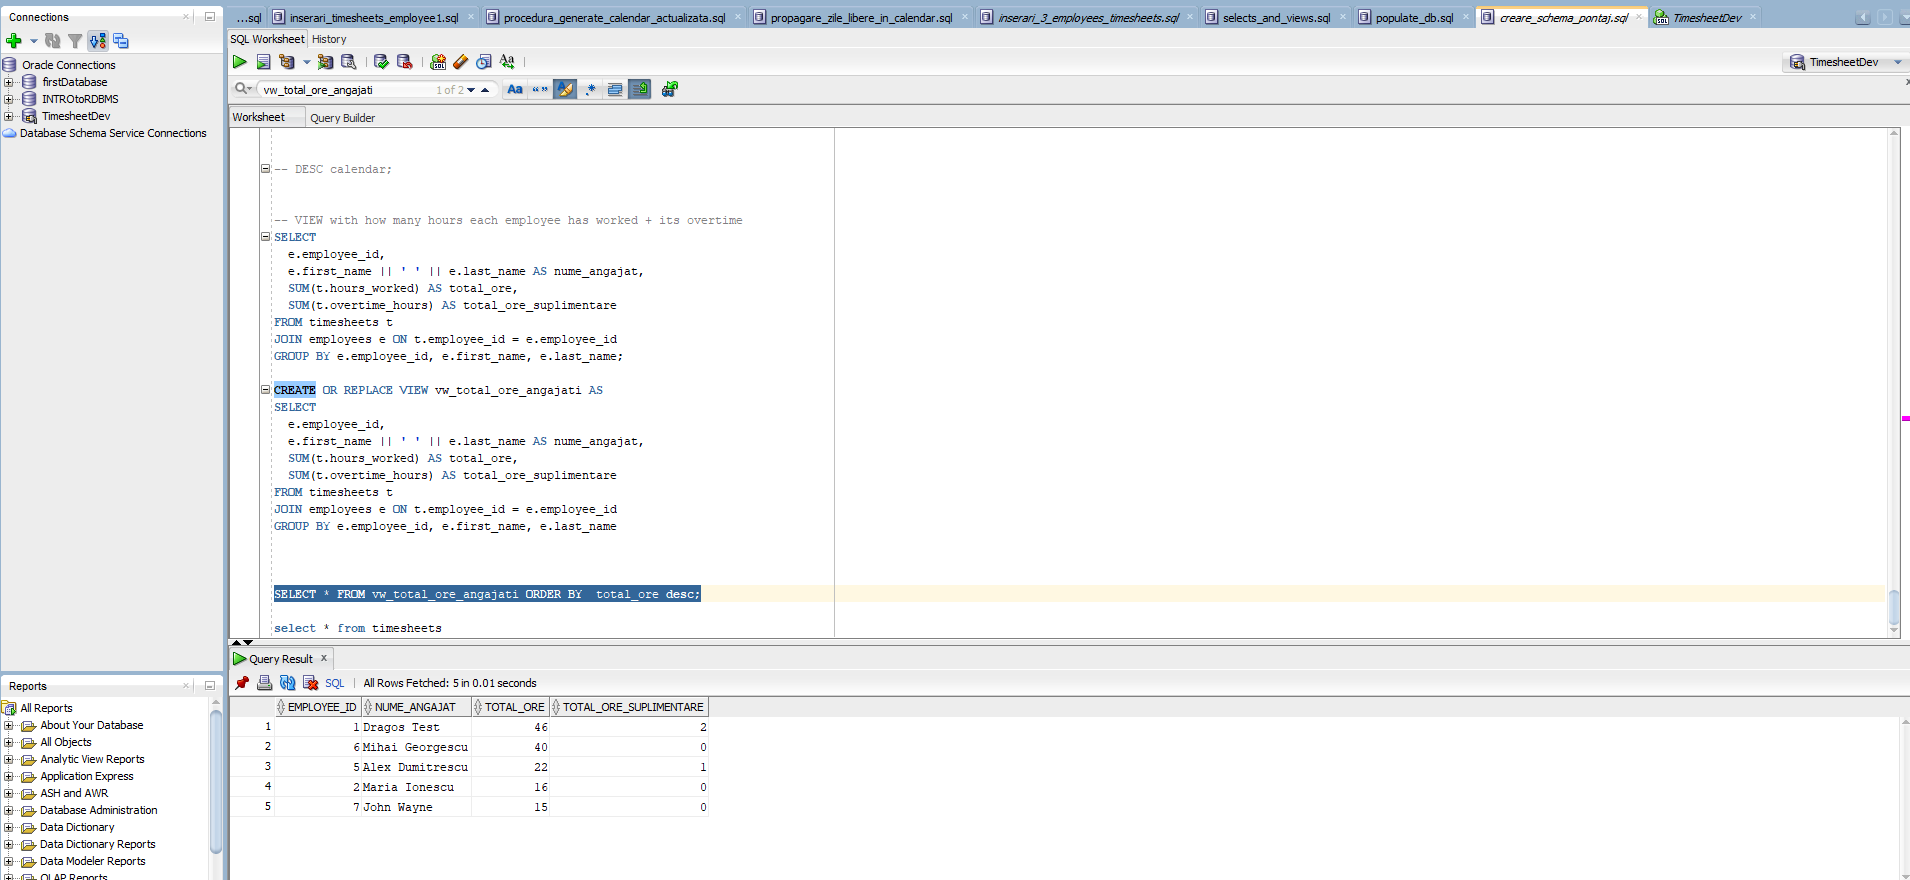 Connections
Oracle Connections
firstDatabase
INTROtoRDBMS
TimesheetDev
Database Schema Service Connections
Reports
All Reports
About Your Database
All Objects
Analytic View Reports
Application Express
ASH and AWR
Database Administration
Data Dictionary
Data Dictionary Reports
Data Modeler Reports
OLAP Reports
...sql inserari_timesheets_employee1.sql procedura_generate_calendar_actualizata.sql propagare_zile_libere_in_calendar.sql inserari_3_employees_timesheets.sql selects_and_views.sql populate_db.sql creare_schema_pontaj.sql TimesheetDev
SQL Worksheet History
TimesheetDev
vw_total_ore_angajati 1 of 2 Aa “ ” .*
Worksheet Query Builder
-- DESC calendar;
-- VIEW with how many hours each employee has worked + its overtime
SELECT
e.employee_id,
e.first_name || ' ' || e.last_name AS nume_angajat,
SUM(t.hours_worked) AS total_ore,
SUM(t.overtime_hours) AS total_ore_suplimentare
FROM timesheets t
JOIN employees e ON t.employee_id = e.employee_id
GROUP BY e.employee_id, e.first_name, e.last_name;
CREATE OR REPLACE VIEW vw_total_ore_angajati AS
SELECT
e.employee_id,
e.first_name || ' ' || e.last_name AS nume_angajat,
SUM(t.hours_worked) AS total_ore,
SUM(t.overtime_hours) AS total_ore_suplimentare
FROM timesheets t
JOIN employees e ON t.employee_id = e.employee_id
GROUP BY e.employee_id, e.first_name, e.last_name
SELECT * FROM vw_total_ore_angajati ORDER BY  total_ore desc;
select * from timesheets
Query Result
SQL | All Rows Fetched: 5 in 0.01 seconds
EMPLOYEE_ID NUME_ANGAJAT TOTAL_ORE TOTAL_ORE_SUPLIMENTARE
1 1 Dragos Test 46 2
2 6 Mihai Georgescu 40 0
3 5 Alex Dumitrescu 22 1
4 2 Maria Ionescu 16 0
5 7 John Wayne 15 0